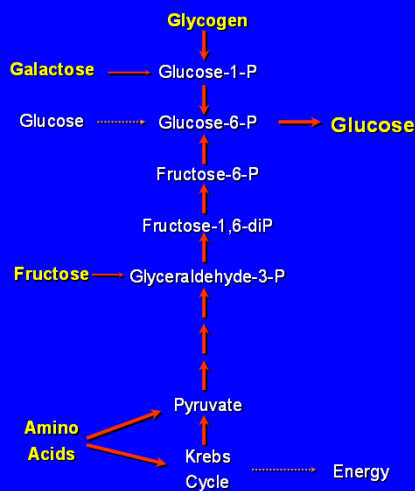 Glycogen
Galactose
Glucose-1-P
Glucose
Glucose-6-P
Glucose
Fructose-6-P
Fructose-1,6-diP
Fructose
Glyceraldehyde-3-P
Pyruvate
Amino
Acids
Krebs
Cycle
Energy